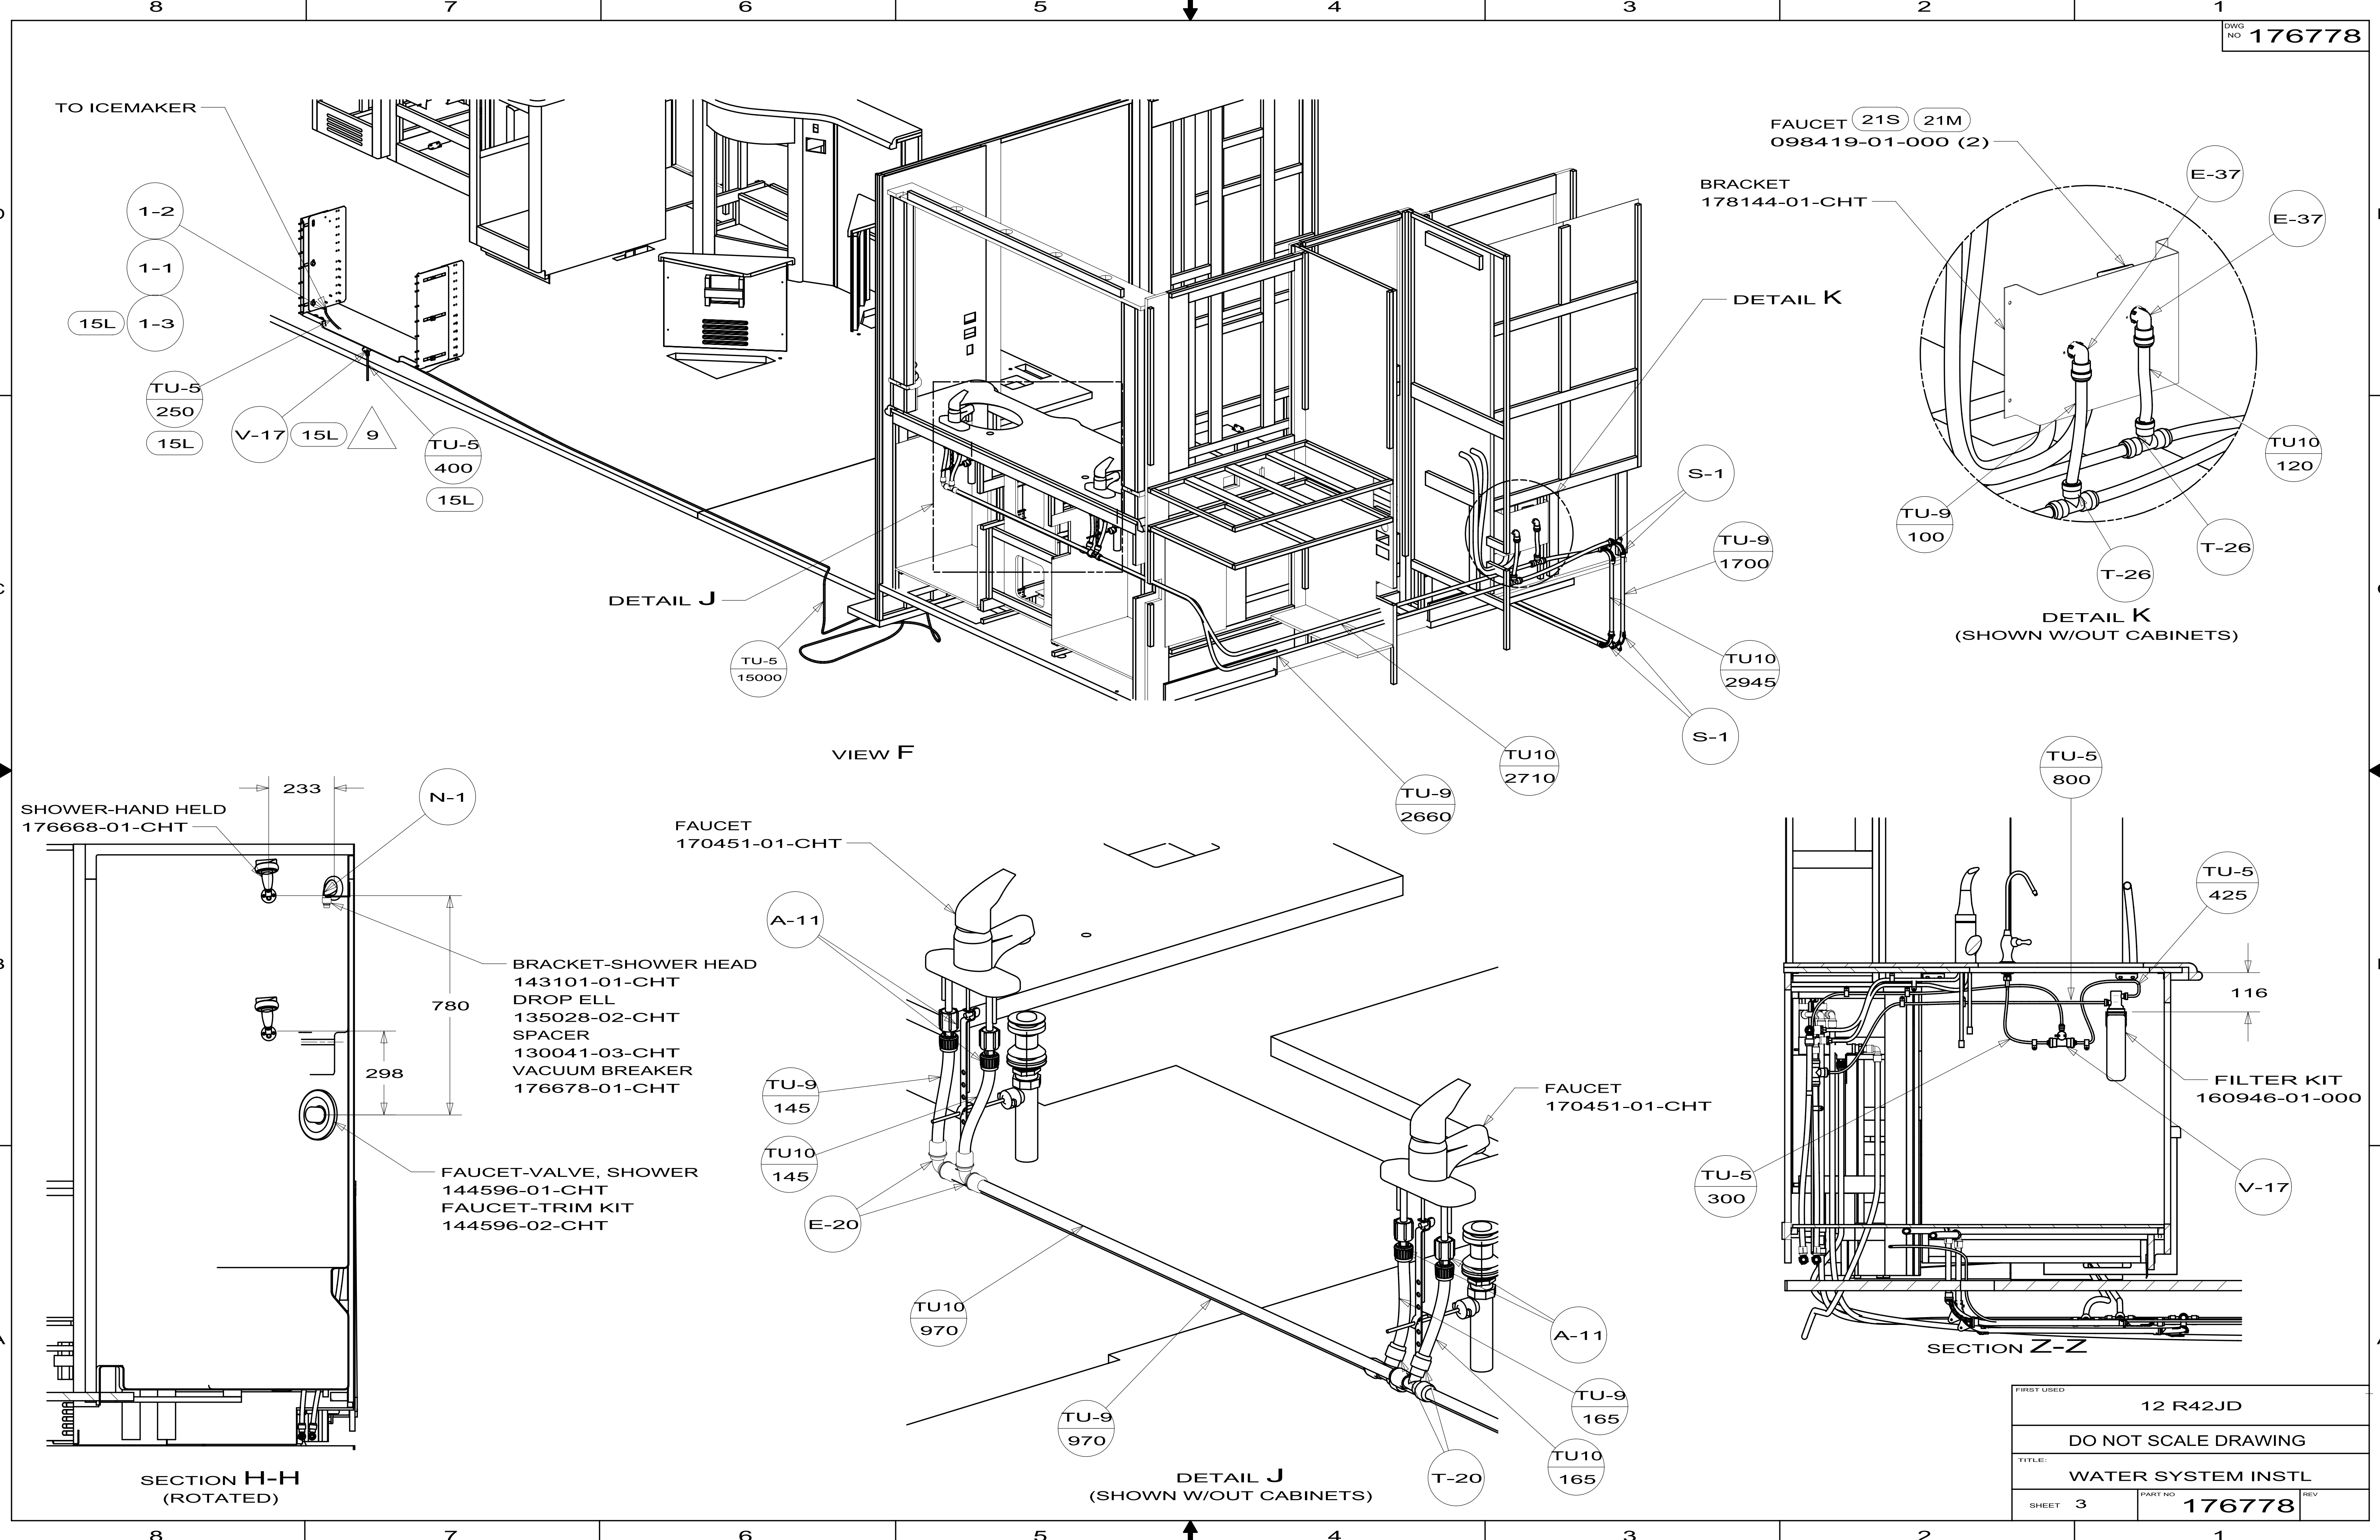 8 7 6 5 4 3 2 1
DWG NO 176778
TO ICEMAKER
1-2
1-1
15L 1-3
TU-5
250
15L
V-17 15L 9
TU-5
400
15L
DETAIL J
TU-5
15000
VIEW F
DETAIL K
S-1
TU-9
1700
TU10
2945
S-1
TU10
2710
TU-9
2660
FAUCET 21S 21M
098419-01-000 (2)
BRACKET
178144-01-CHT
E-37
E-37
TU10
120
TU-9
100
T-26
T-26
DETAIL K
(SHOWN W/OUT CABINETS)
C
233
N-1
SHOWER-HAND HELD
176668-01-CHT
BRACKET-SHOWER HEAD
143101-01-CHT
DROP ELL
135028-02-CHT
SPACER
130041-03-CHT
VACUUM BREAKER
176678-01-CHT
780
298
FAUCET-VALVE, SHOWER
144596-01-CHT
FAUCET-TRIM KIT
144596-02-CHT
SECTION H-H
(ROTATED)
FAUCET
170451-01-CHT
A-11
TU-9
145
TU10
145
E-20
TU10
970
TU-9
970
FAUCET
170451-01-CHT
A-11
TU-9
165
TU10
165
T-20
DETAIL J
(SHOWN W/OUT CABINETS)
TU-5
800
TU-5
425
116
FILTER KIT
160946-01-000
TU-5
300
V-17
SECTION Z-Z
FIRST USED
12 R42JD
DO NOT SCALE DRAWING
TITLE:
WATER SYSTEM INSTL
SHEET 3 PART NO 176778 REV
8 7 6 5 4 3 2 1